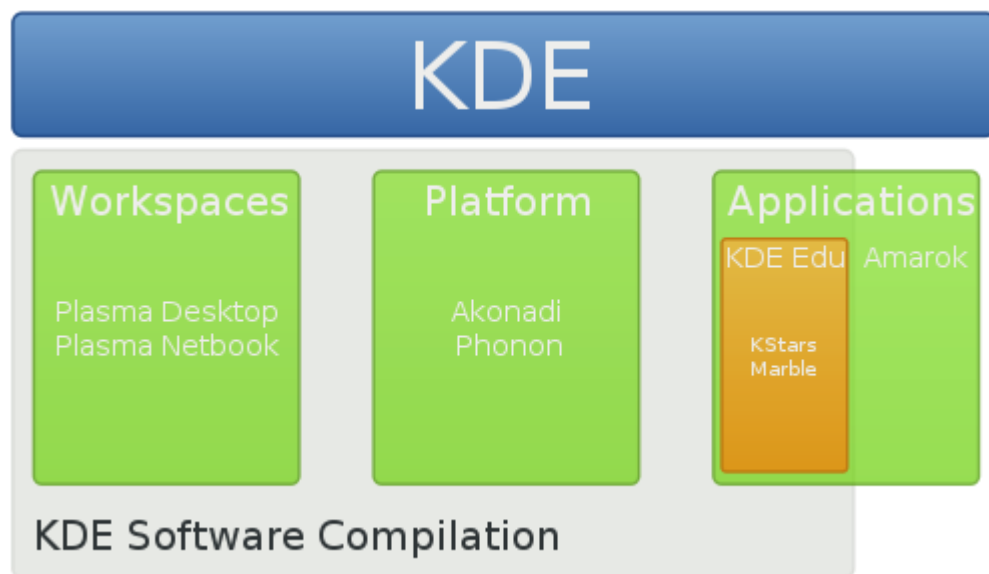 KDE
Workspaces
Plasma Desktop
Plasma Netbook
Platform
Akonadi
Phonon
Applications
KDE Edu
KStars
Marble
Amarok
KDE Software Compilation